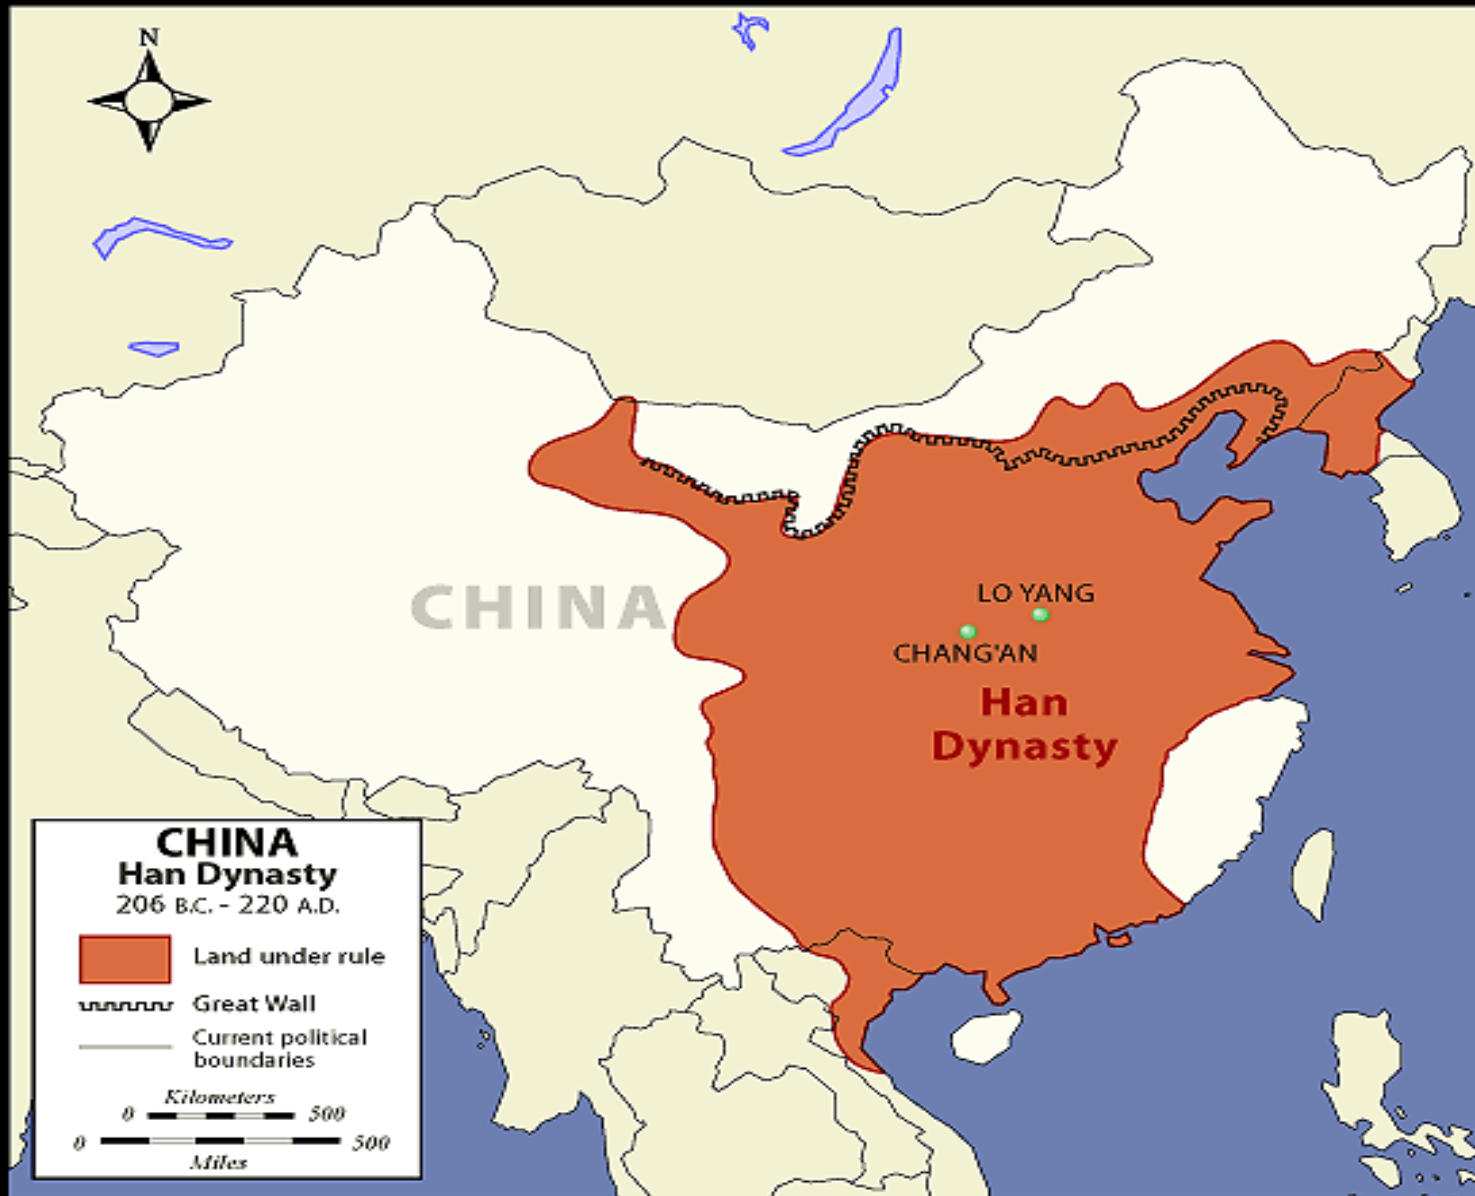 N
CHINA
LO YANG
CHANG'AN
Han
Dynasty
CHINA
Han Dynasty
206 B.C. - 220 A.D.
Land under rule
Great Wall
Current political
boundaries
Kilometers
0 500
0 500
Miles